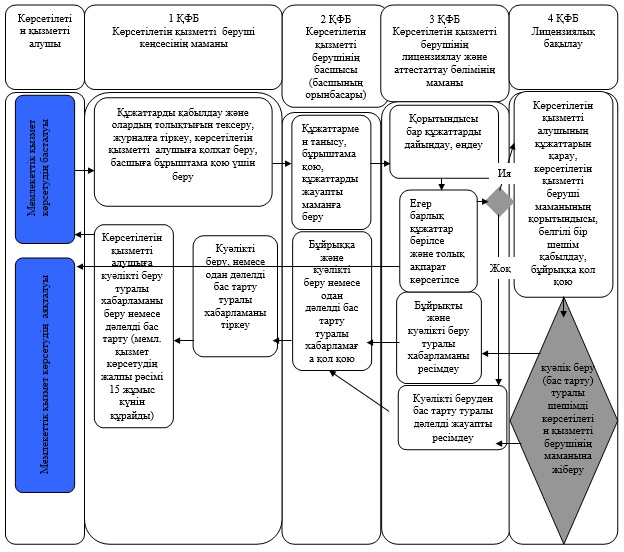 Көрсетілеті
н қызметті
алушы
1 ҚФБ
Көрсетілетін қызметті беруші
кеңсесінің маманы
2 ҚФБ
Көрсетілетін
қызметті
берушінің
басшысы
(басшының
орынбасары)
3 ҚФБ
Көрсетілетін қызметті
берушінің
лицензиялау және
аттестаттау бөлімінің
маманы
4 ҚФБ
Лицензиялық
бақылау
Мемлекеттік қызмет
көрсетудің басталуы
Құжаттарды қабылдау және
олардың толықтығын тексеру,
журналға тіркеу, көрсетілетін
қызметті алушыға қолхат беру,
басшыға бұрыштама қою үшін
беру
Құжаттарме
н танысу,
бұрыштама
қою,
құжаттарды
жауапты
маманға
беру
Қорытындысы
бар құжаттарды
дайындау, өңдеу
Егер
барлық
құжаттар
берілсе
және толық
ақпарат
көрсетілсе
Ия
Жоқ
Көрсетілетін
қызметті
алушының
құжаттарын
қарау,
көрсетілетін
қызметті
беруші
маманының
қорытындысы,
белгілі бір
шешім
қабылдау,
бұйрыққа қол
қою
Мемлекеттік қызмет көрсетудің аяқталуы
Көрсетілетін
қызметті
алушыға
куәлікті беру
туралы
хабарламаны
беру немесе
дәлелді бас
тарту (мемл.
қызмет
көрсетудің
жалпы рәсімі
15 жұмыс
күнін
құрайды)
Куәлікті
беру, немесе
одан дәлелді
бас тарту
туралы
хабарламаны
тіркеу
Бұйрыққа
және
куәлікті
беру немесе
одан
дәлелді бас
тарту
туралы
хабарламағ
а қол қою
Бұйрықты
және
куәлікті беру
туралы
хабарламаны
ресімдеу
Куәлікті беруден
бас тарту туралы
дәлелді жауапты
ресімдеу
куәлік беру
(бас тарту)
туралы
шешімді
көрсетілеті
н қызметті
берушінің
маманына
жіберу